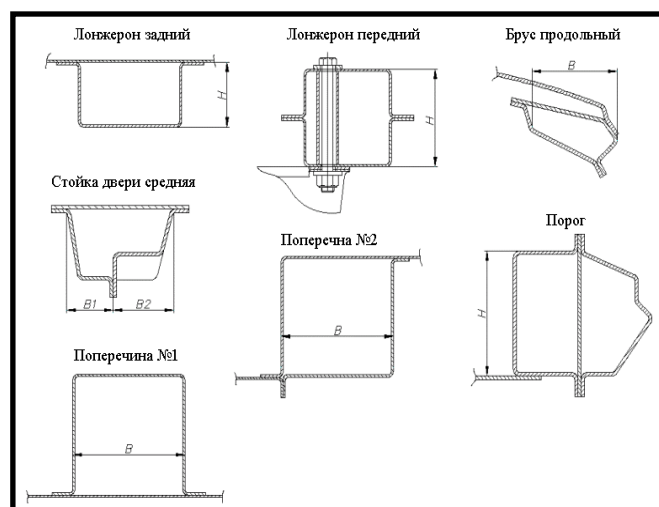 Лонжерон задний
Лонжерон передний
Брус продольный
H
H
B
Стойка двери средняя
B1
B2
Поперечна №2
B
Порог
H
Поперечина №1
B